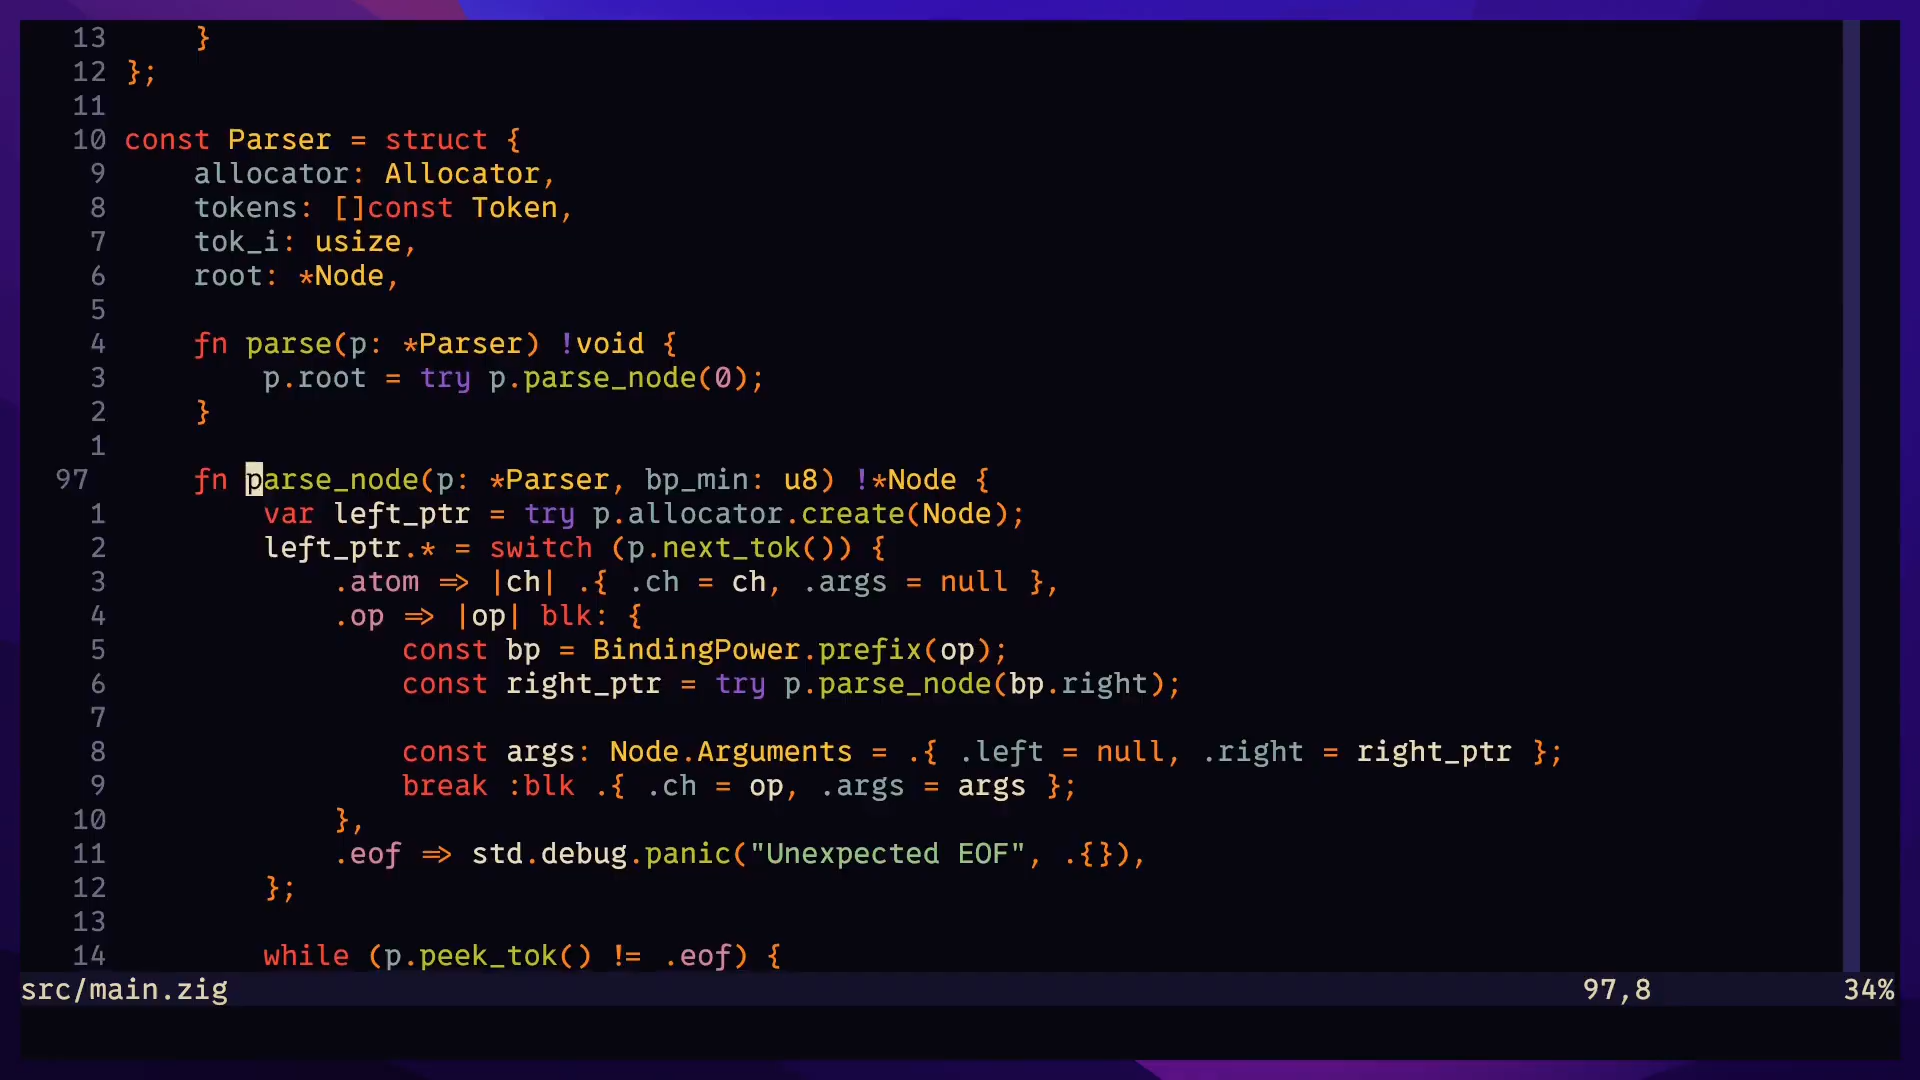 13     }
12 };
11
10 const Parser = struct {
9     allocator: Allocator,
8     tokens: []const Token,
7     tok_i: usize,
6     root: *Node,
5
4     fn parse(p: *Parser) !void {
3         p.root = try p.parse_node(0);
2     }
1
97     fn parse_node(p: *Parser, bp_min: u8) !*Node {
1         var left_ptr = try p.allocator.create(Node);
2         left_ptr.* = switch (p.next_tok()) {
3             .atom => |ch| .{ .ch = ch, .args = null },
4             .op => |op| blk: {
5                 const bp = BindingPower.prefix(op);
6                 const right_ptr = try p.parse_node(bp.right);
7
8                 const args: Node.Arguments = .{ .left = null, .right = right_ptr };
9                 break :blk .{ .ch = op, .args = args };
10             },
11             .eof => std.debug.panic("Unexpected EOF", .{}),
12         };
13
14         while (p.peek_tok() != .eof) {
src/main.zig 97,8 34%